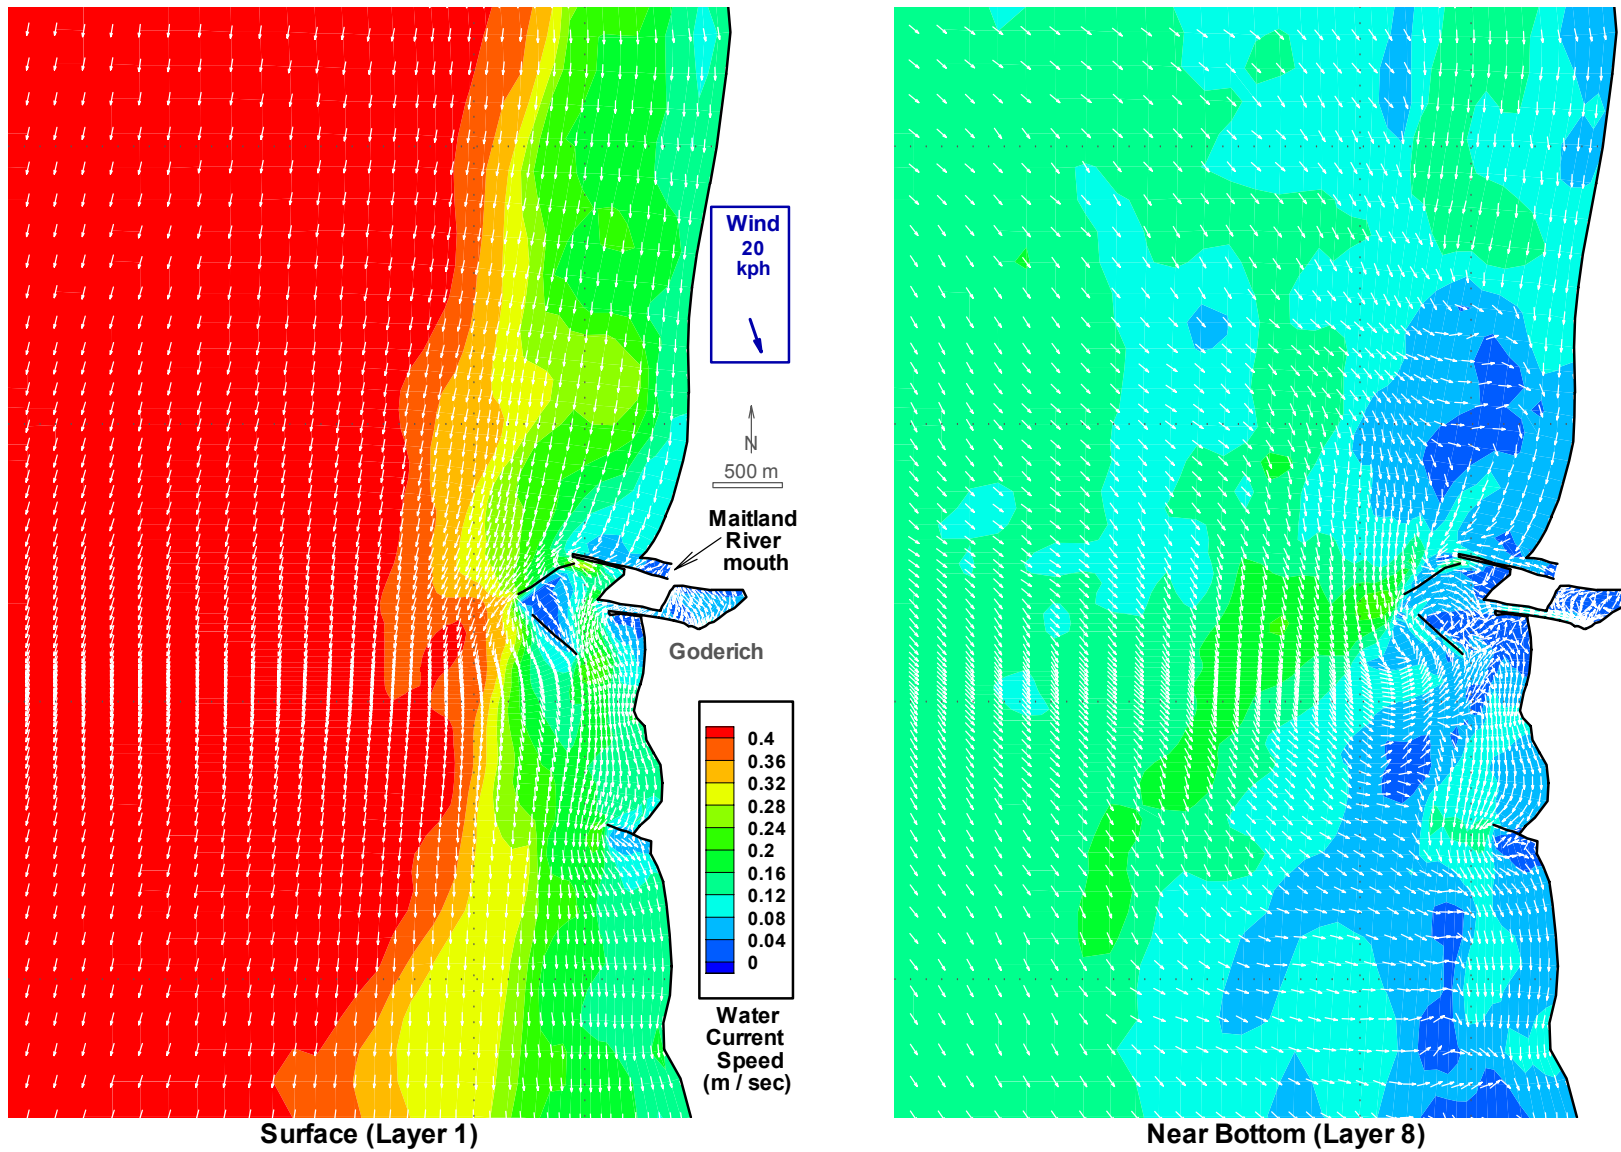 Wind
20
kph
N
500 m
Maitland
River
mouth
Goderich
0.4
0.36
0.32
0.28
0.24
0.2
0.16
0.12
0.08
0.04
0
Water
Current
Speed
(m / sec)
Surface (Layer 1)
Near Bottom (Layer 8)